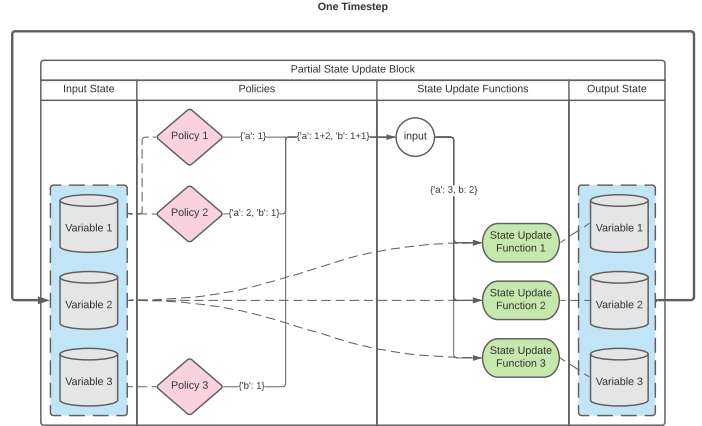 One Timestep
Partial State Update Block
Input State
Policies
State Update Functions
Output State
Policy 1
{'a': 1}
{'a': 1+2, 'b': 1+1}
input
Policy 2
{'a': 2, 'b': 1}
{'a': 3, b: 2}
Variable 1
State Update
Function 1
Variable 1
Variable 2
State Update
Function 2
Variable 2
Variable 3
State Update
Function 3
Variable 3
Policy 3
{'b': 1}